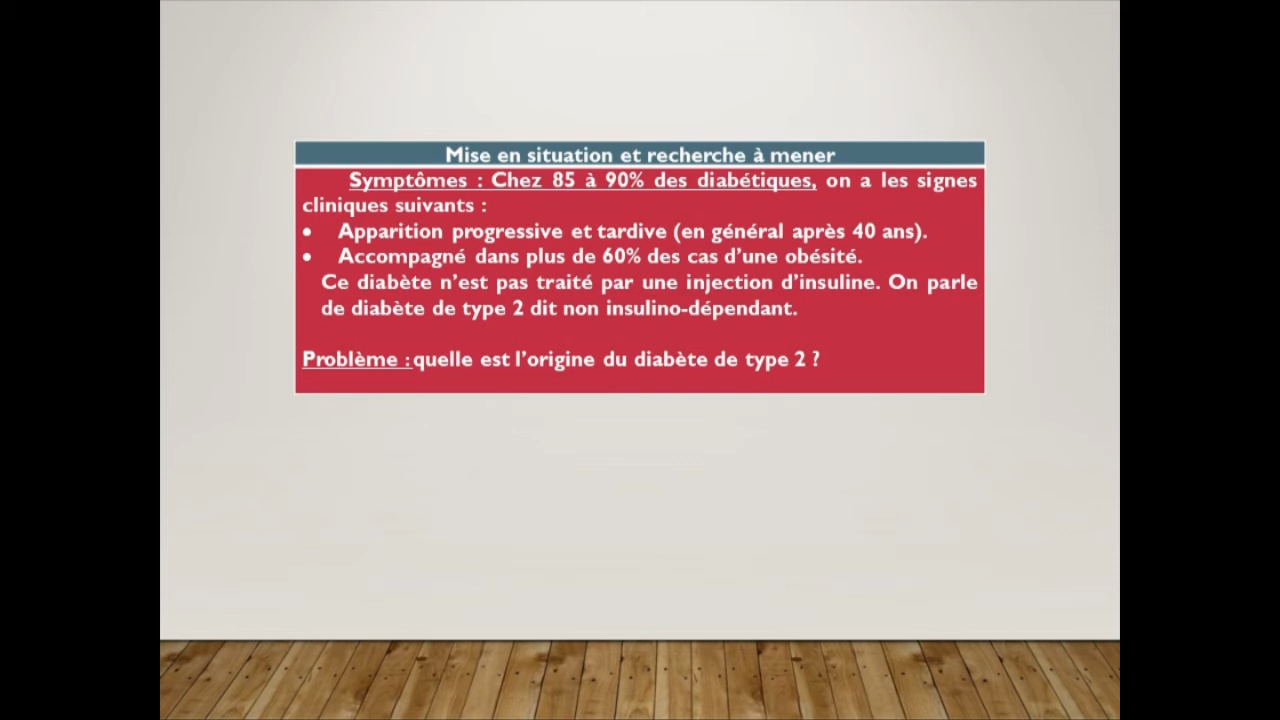 Mise en situation et recherche à mener
Symptômes : Chez 85 à 90% des diabétiques, on a les signes
cliniques suivants :
• Apparition progressive et tardive (en général après 40 ans).
• Accompagné dans plus de 60% des cas d’une obésité.
Ce diabète n’est pas traité par une injection d’insuline. On parle
de diabète de type 2 dit non insulino-dépendant.
Problème : quelle est l’origine du diabète de type 2 ?